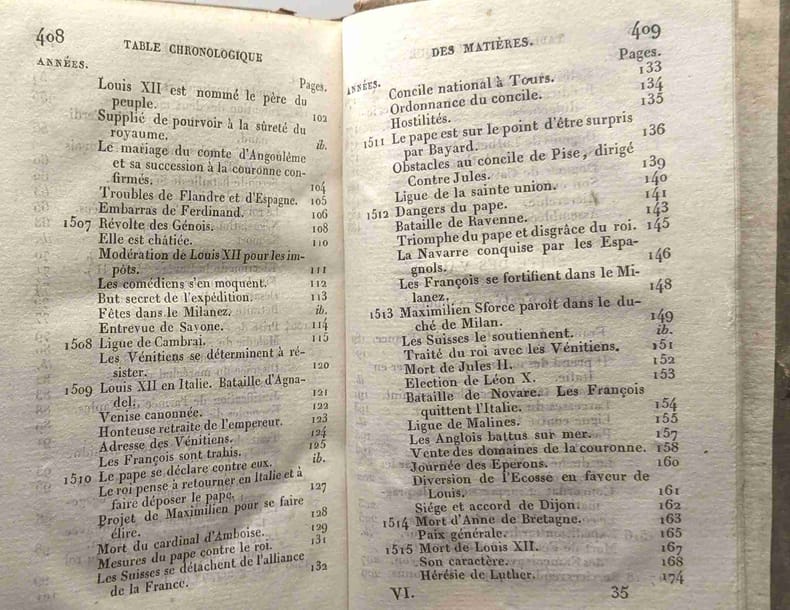 408
TABLE CHRONOLOGIQUE
ANNÉES. Pages.
Louis XII est nommé le père du
peuple. 102
Supplié de pourvoir à la sûreté du
royaume. ib.
Le mariage du comte d'Angoulême
et sa succession à la couronne con-
firmés. 104
Troubles de Flandre et d'Espagne. 105
Embarras de Ferdinand. 106
1507 Révolte des Génois. 108
Elle est châtiée. 110
Modération de Louis XII pour les im-
pôts. 111
Les comédiens s'en moquent. 112
But secret de l'expédition. 113
Fêtes dans le Milanez. ib.
Entrevue de Savone. 114
1508 Ligue de Cambrai. 115
Les Vénitiens se déterminent à ré-
sister. 120
1509 Louis XII en Italie. Bataille d'Agna-
del. 121
Venise canonnée. 122
Honteuse retraite de l'empereur. 123
Adresse des Vénitiens. 124
Les François sont trahis. 125
1510 Le pape se déclare contre eux. ib.
Le roi pense à retourner en Italie et à
faire déposer le pape. 127
Projet de Maximilien pour se faire
élire. 128
Mort du cardinal d'Amboise. 129
Mesures du pape contre le roi. 131
Les Suisses se détachent de l'alliance
de la France. 132
409
DES MATIÈRES.
ANNÉES. Pages.
Concile national à Tours. 133
Ordonnance du concile. 134
Hostilités. 135
1511 Le pape est sur le point d'être surpris
par Bayard. 136
Obstacles au concile de Pise, dirigé
Contre Jules. 139
Ligue de la sainte union. 140
1512 Dangers du pape. 141
Bataille de Ravenne. 143
Triomphe du pape et disgrâce du roi. 145
La Navarre conquise par les Espa-
gnols. 146
Les François se fortifient dans le Mi-
lanez. 148
1513 Maximilien Sforce paroît dans le du-
ché de Milan. 149
Les Suisses le soutiennent. ib.
Traité du roi avec les Vénitiens. 151
Mort de Jules II. 152
Election de Léon X. 153
Bataille de Novare. Les François
quittent l'Italie. 154
Ligue de Malines. 155
Les Anglois battus sur mer. 157
Vente des domaines de la couronne. 158
Journée des Eperons. 160
Diversion de l'Ecosse en faveur de
Louis. 161
Siége et accord de Dijon. 162
1514 Mort d'Anne de Bretagne. 163
Paix générale. 165
1515 Mort de Louis XII. 167
Son caractère. 168
Hérésie de Luther. 174
VI. 35